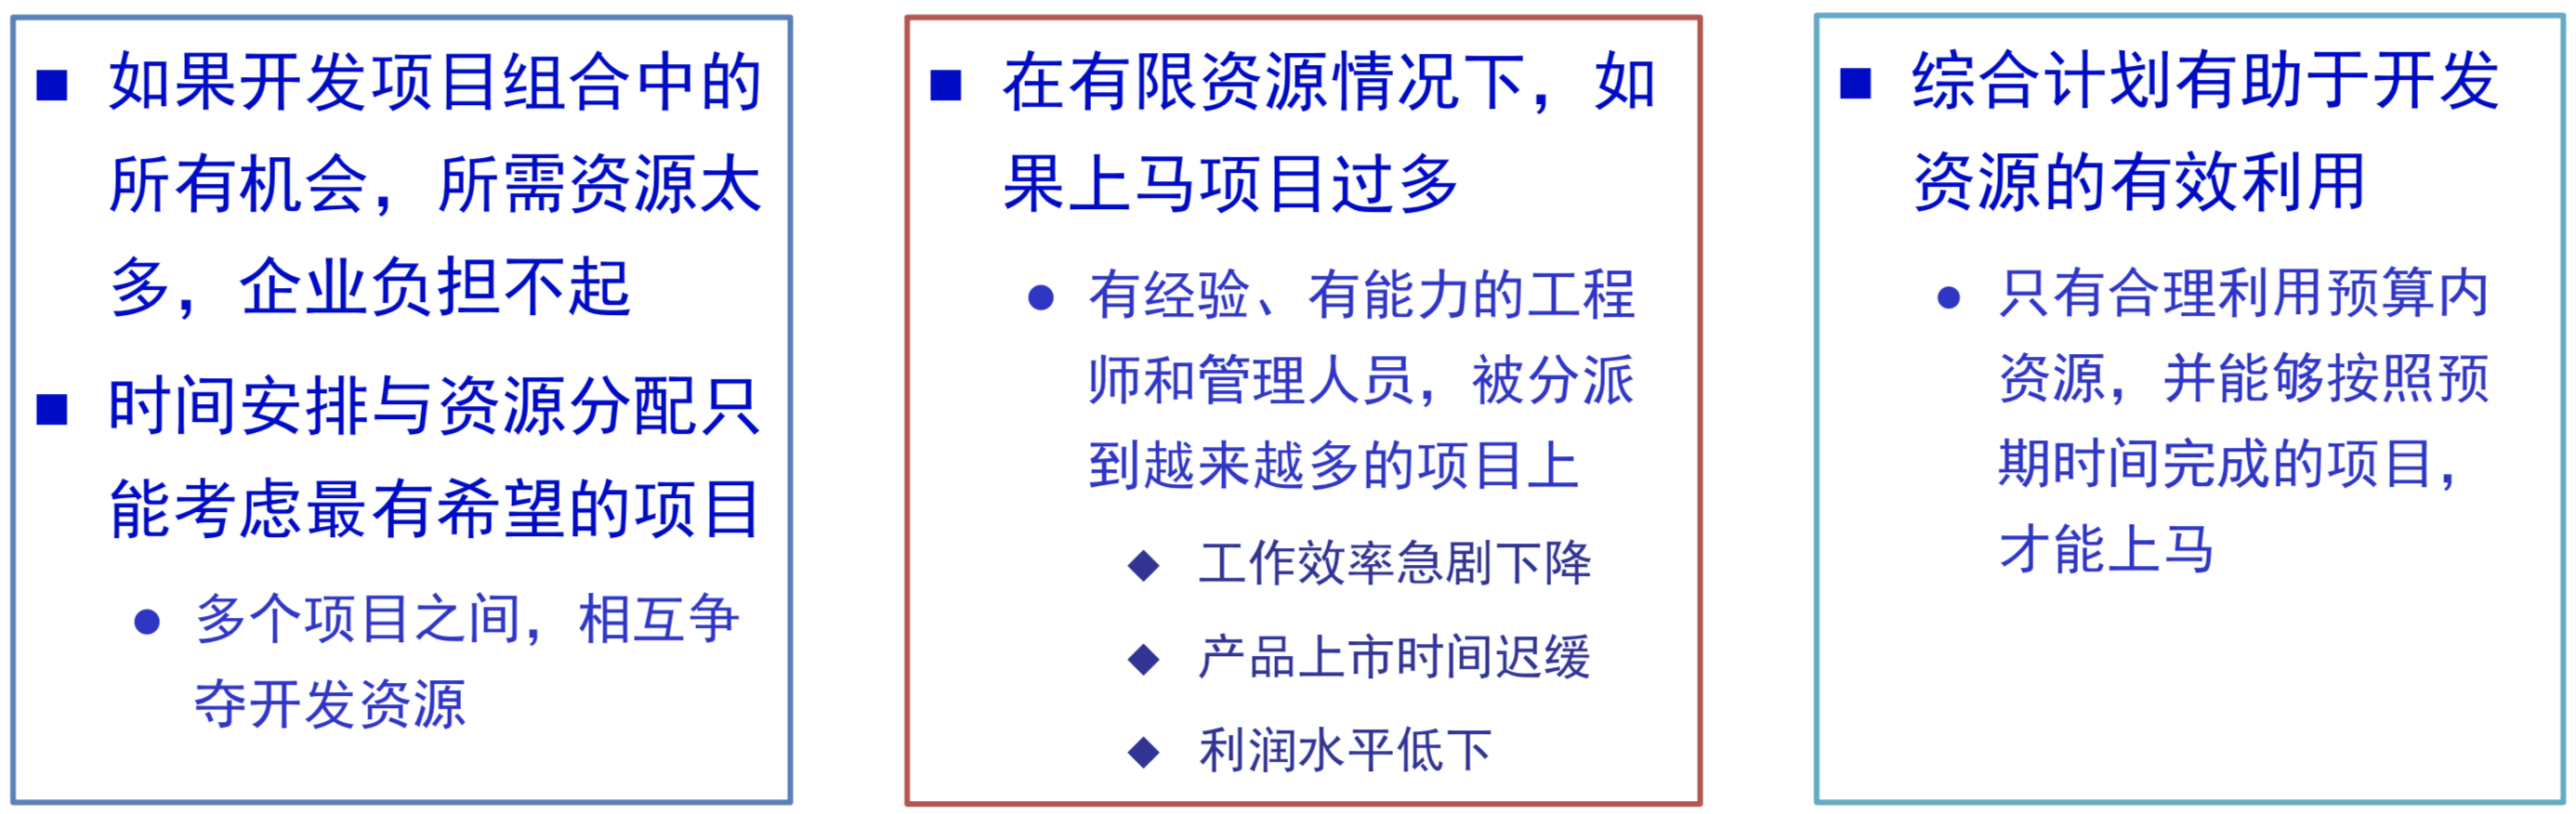 ■ 如果开发项目组合中的
所有机会，所需资源太
多，企业负担不起
■ 时间安排与资源分配只
能考虑最有希望的项目
● 多个项目之间，相互争
夺开发资源
■ 在有限资源情况下，如
果上马项目过多
● 有经验、有能力的工程
师和管理人员，被分派
到越来越多的项目上
◆ 工作效率急剧下降
◆ 产品上市时间迟缓
◆ 利润水平低下
■ 综合计划有助于开发
资源的有效利用
● 只有合理利用预算内
资源，并能够按照预
期时间完成的项目，
才能上马